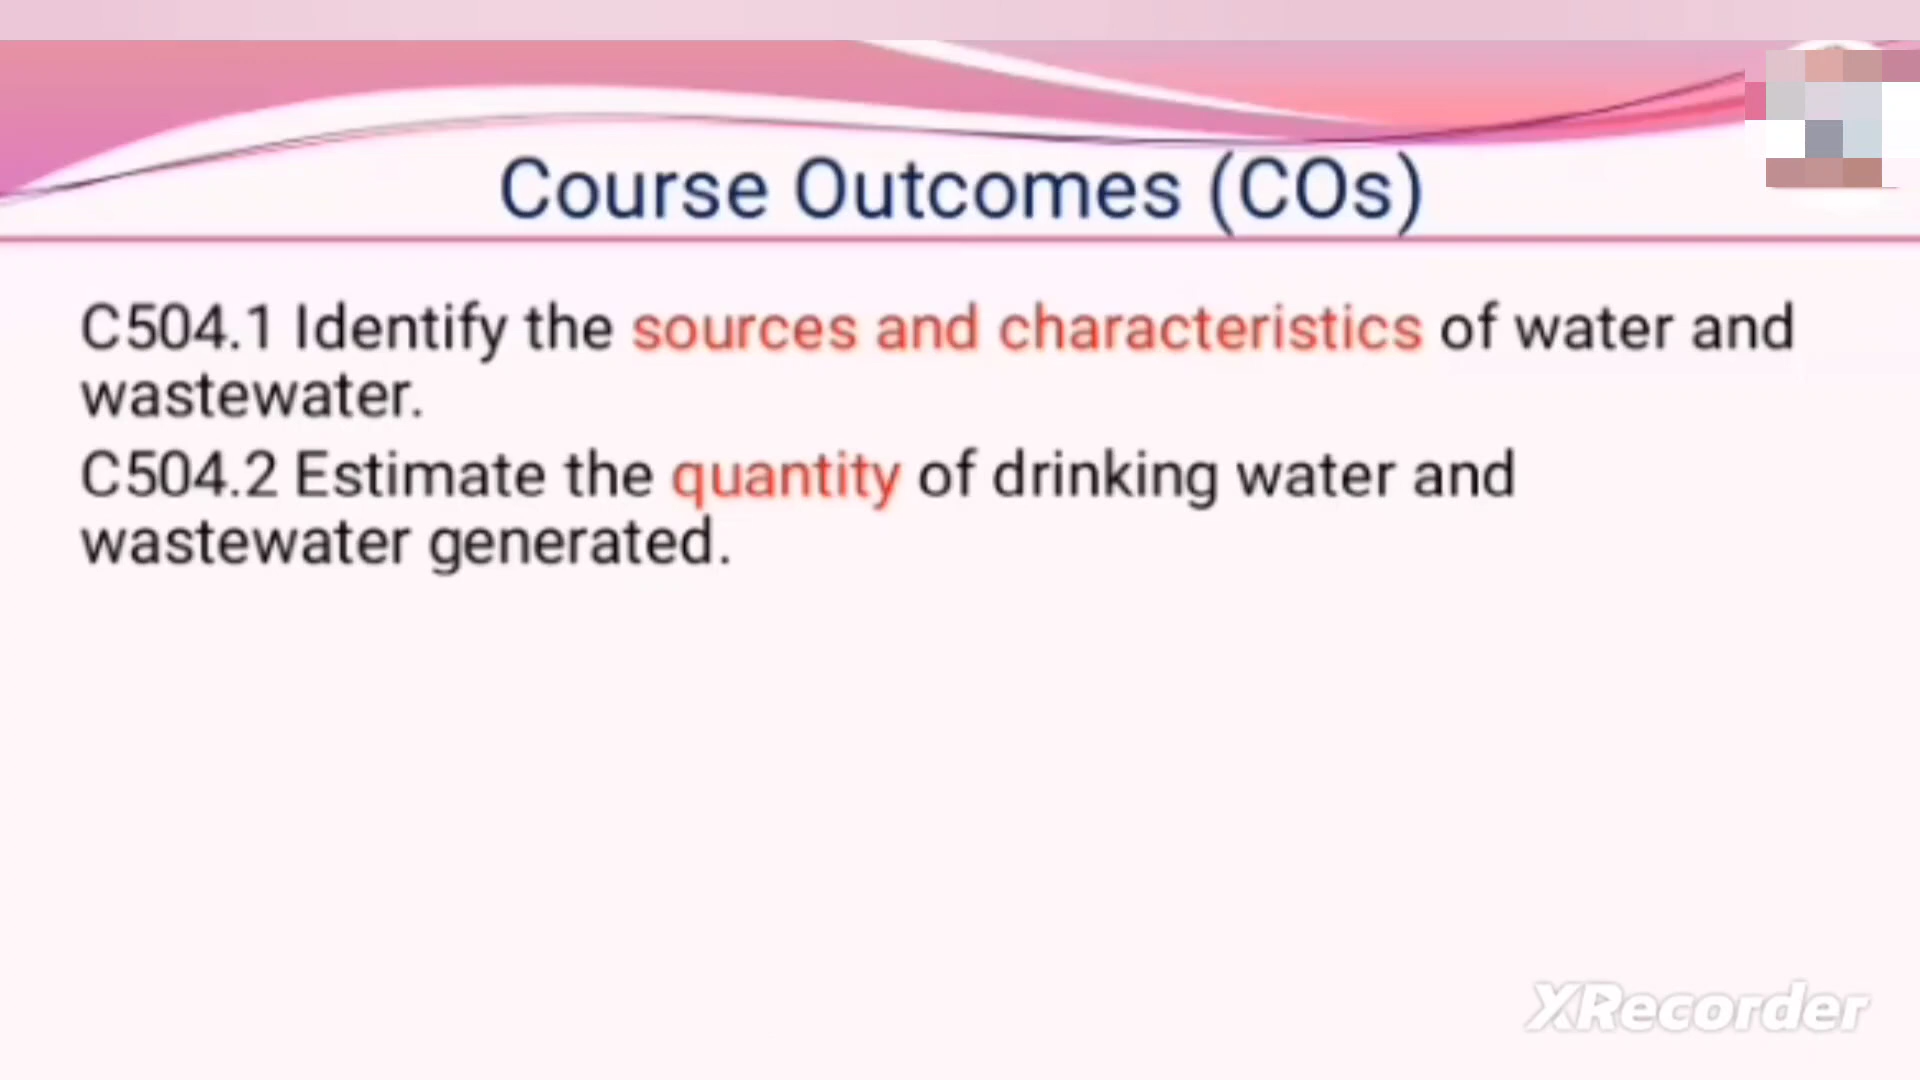 Course Outcomes (COs)
C504.1 Identify the sources and characteristics of water and
wastewater.
C504.2 Estimate the quantity of drinking water and
wastewater generated.
XRecorder